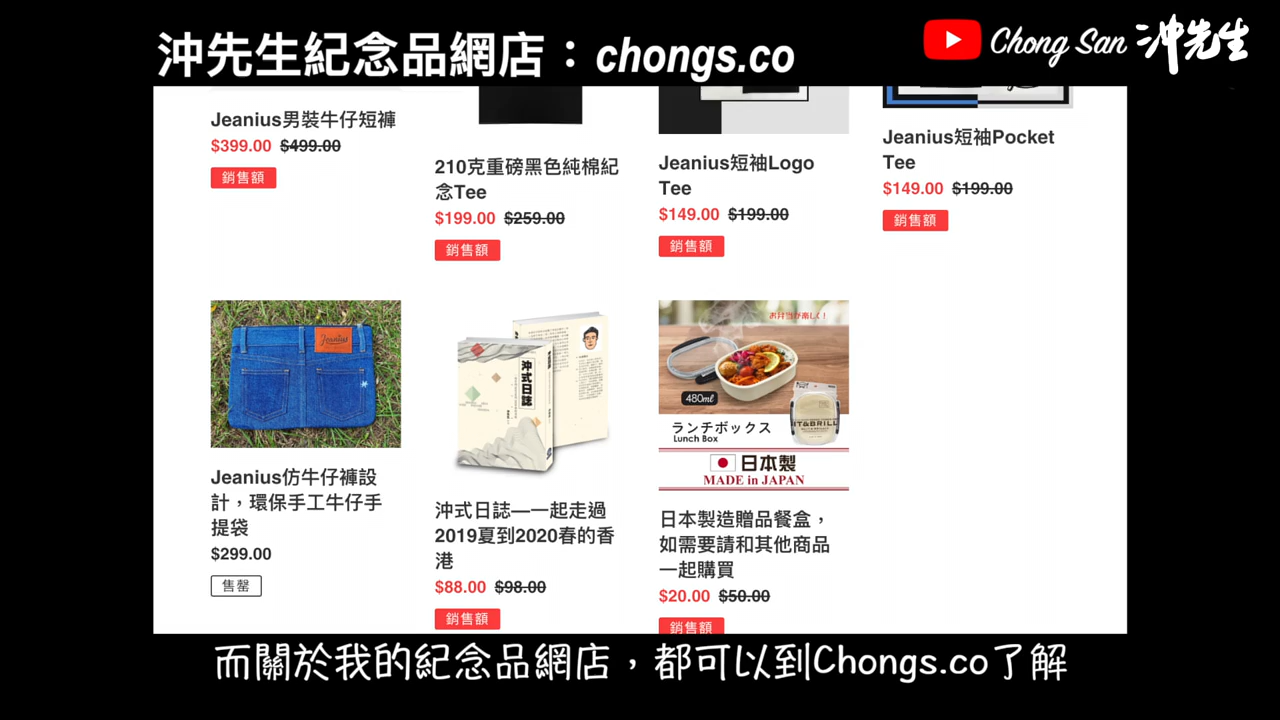 沖先生紀念品網店：chongs.co
Chong San 沖先生
Jeanius男裝牛仔短褲
$399.00 $499.00
銷售額
210克重磅黑色純棉紀
念Tee
$199.00 $259.00
銷售額
Jeanius短袖Logo
Tee
$149.00 $199.00
銷售額
Jeanius短袖Pocket
Tee
$149.00 $199.00
銷售額
Jeanius
Jeanius仿牛仔褲設
計，環保手工牛仔手
提袋
$299.00
售罄
沖式日誌
沖式日誌—一起走過
2019夏到2020春的香
港
$88.00 $98.00
銷售額
お弁当が楽しく!
480ml
ランチボックス
Lunch Box
日本製
MADE in JAPAN
日本製造贈品餐盒，
如需要請和其他商品
一起購買
$20.00 $50.00
銷售額
而關於我的紀念品網店，都可以到Chongs.co了解